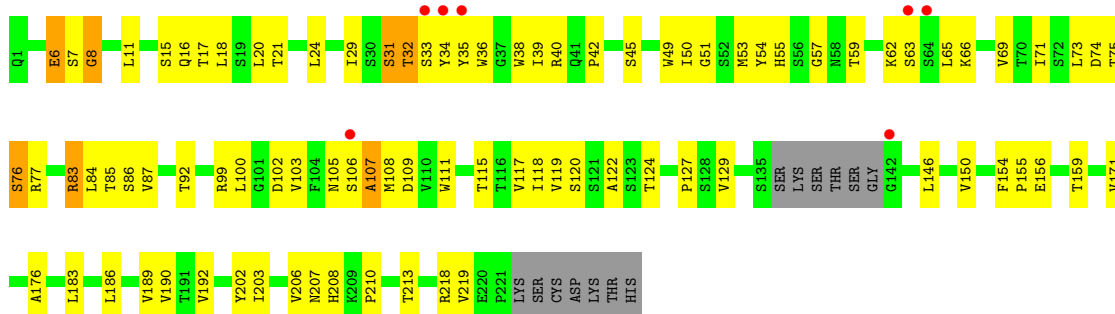 Q1 E6 S7 G8 L11 S15 Q16 T17 L18 S19 L20 T21 L24 I29 S30 S31 T32 S33 Y34 Y35 W36 G37 W38 I39 R40 Q41 P42 S45 W49 I50 G51 S52 M53 Y54 H55 S56 G57 N58 T59 K62 S63 S64 L65 K66 V69 T70 I71 S72 L73 D74 T75
S76 R77 R83 L84 T85 S86 V87 T92 R99 L100 G101 D102 V103 F104 N105 S106 A107 M108 D109 V110 W111 T115 T116 V117 I118 V119 S120 S121 A122 S123 T124 P127 S128 V129 S135 SER LYS SER THR SER GLY G142 L146 V150 F154 P155 E156 T159 V171
A176 L183 L186 V189 V190 T191 V192 Y202 I203 V206 N207 H208 K209 P210 T213 R218 V219 E220 P221 LYS SER CYS ASP LYS THR HIS